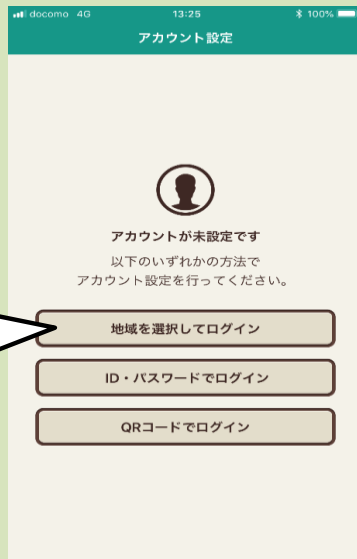 docomo 4G 13:25 100%
アカウント設定
アカウントが未設定です
以下のいずれかの方法で
アカウント設定を行ってください。
地域を選択してログイン
ID・パスワードでログイン
QRコードでログイン